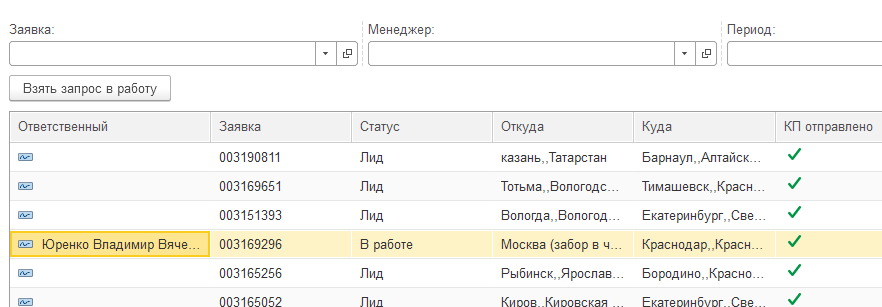 Заявка: Менеджер: Период:
Взять запрос в работу
Ответственный Заявка Статус Откуда Куда КП отправлено
003190811 Лид казань,,Татарстан Барнаул,,Алтайск...
003169651 Лид Тотьма,,Вологодс... Тимашевск,,Красн...
003151393 Лид Вологда,,Вологод... Екатеринбург,,Све...
Юренко Владимир Вяче... 003169296 В работе Москва (забор в ч... Краснодар,,Красн...
003165256 Лид Рыбинск,,Ярослав... Бородино,,Красно...
003165052 Лид Киров,,Кировская ... Екатеринбург,,Све...